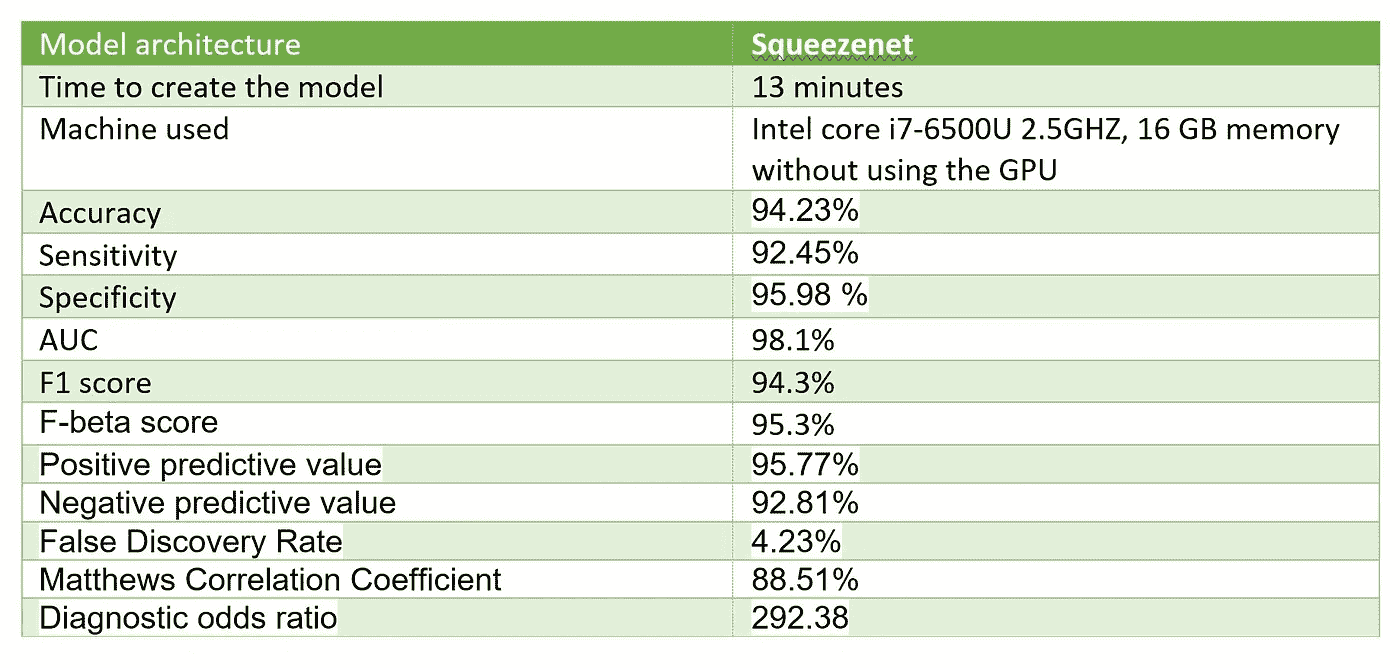 Model architecture Squeezenet
Time to create the model 13 minutes
Machine used Intel core i7-6500U 2.5GHZ, 16 GB memory
without using the GPU
Accuracy 94.23%
Sensitivity 92.45%
Specificity 95.98 %
AUC 98.1%
F1 score 94.3%
F-beta score 95.3%
Positive predictive value 95.77%
Negative predictive value 92.81%
False Discovery Rate 4.23%
Matthews Correlation Coefficient 88.51%
Diagnostic odds ratio 292.38